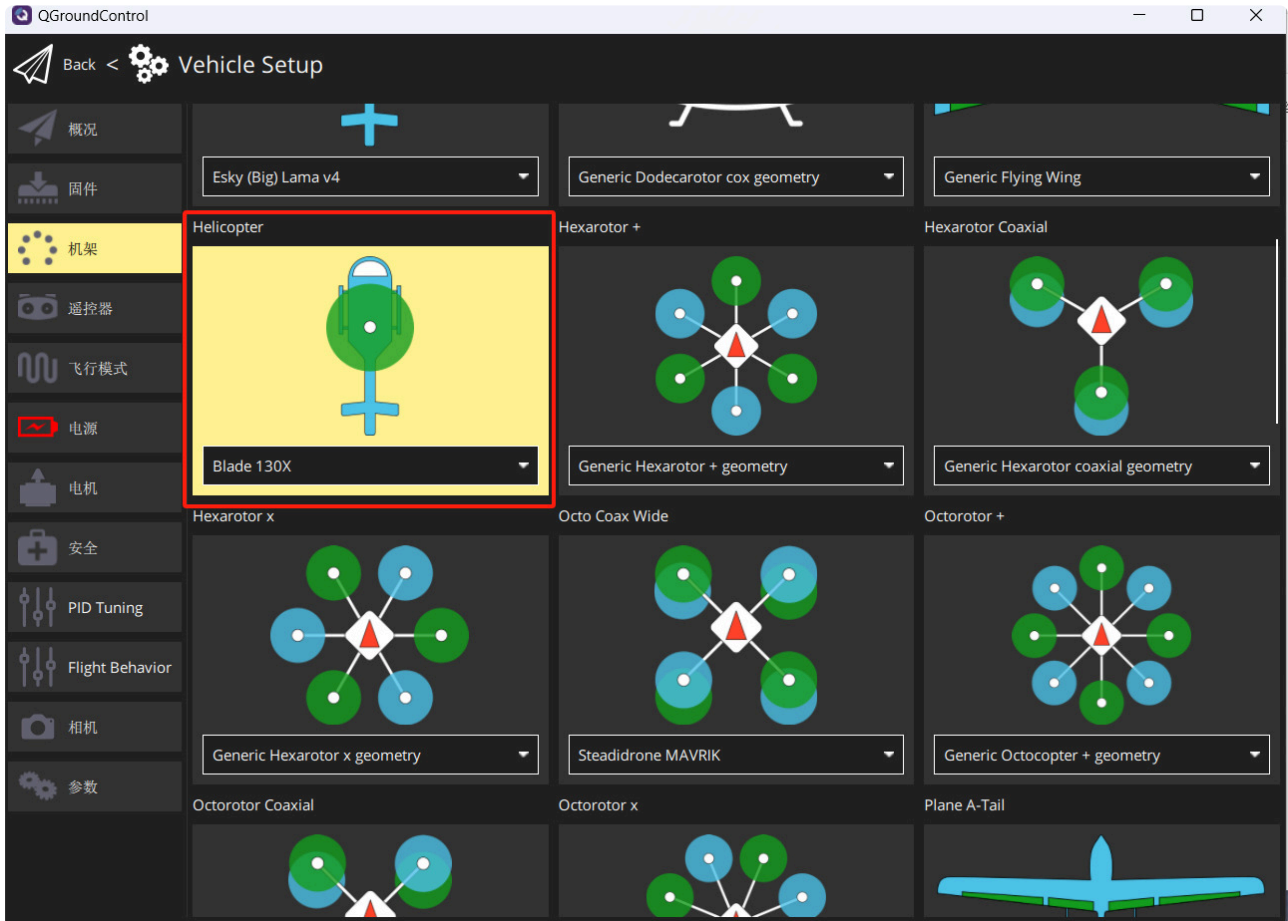 QGroundControl
Back < Vehicle Setup
概况
固件
机架
遥控器
飞行模式
电源
电机
安全
PID Tuning
Flight Behavior
相机
参数
Esky (Big) Lama v4
Generic Dodecarotor cox geometry
Generic Flying Wing
Helicopter
Hexarotor +
Hexarotor Coaxial
Blade 130X
Generic Hexarotor + geometry
Generic Hexarotor coaxial geometry
Hexarotor x
Octo Coax Wide
Octorotor +
Generic Hexarotor x geometry
Steadidrone MAVRIK
Generic Octocopter + geometry
Octorotor Coaxial
Octorotor x
Plane A-Tail